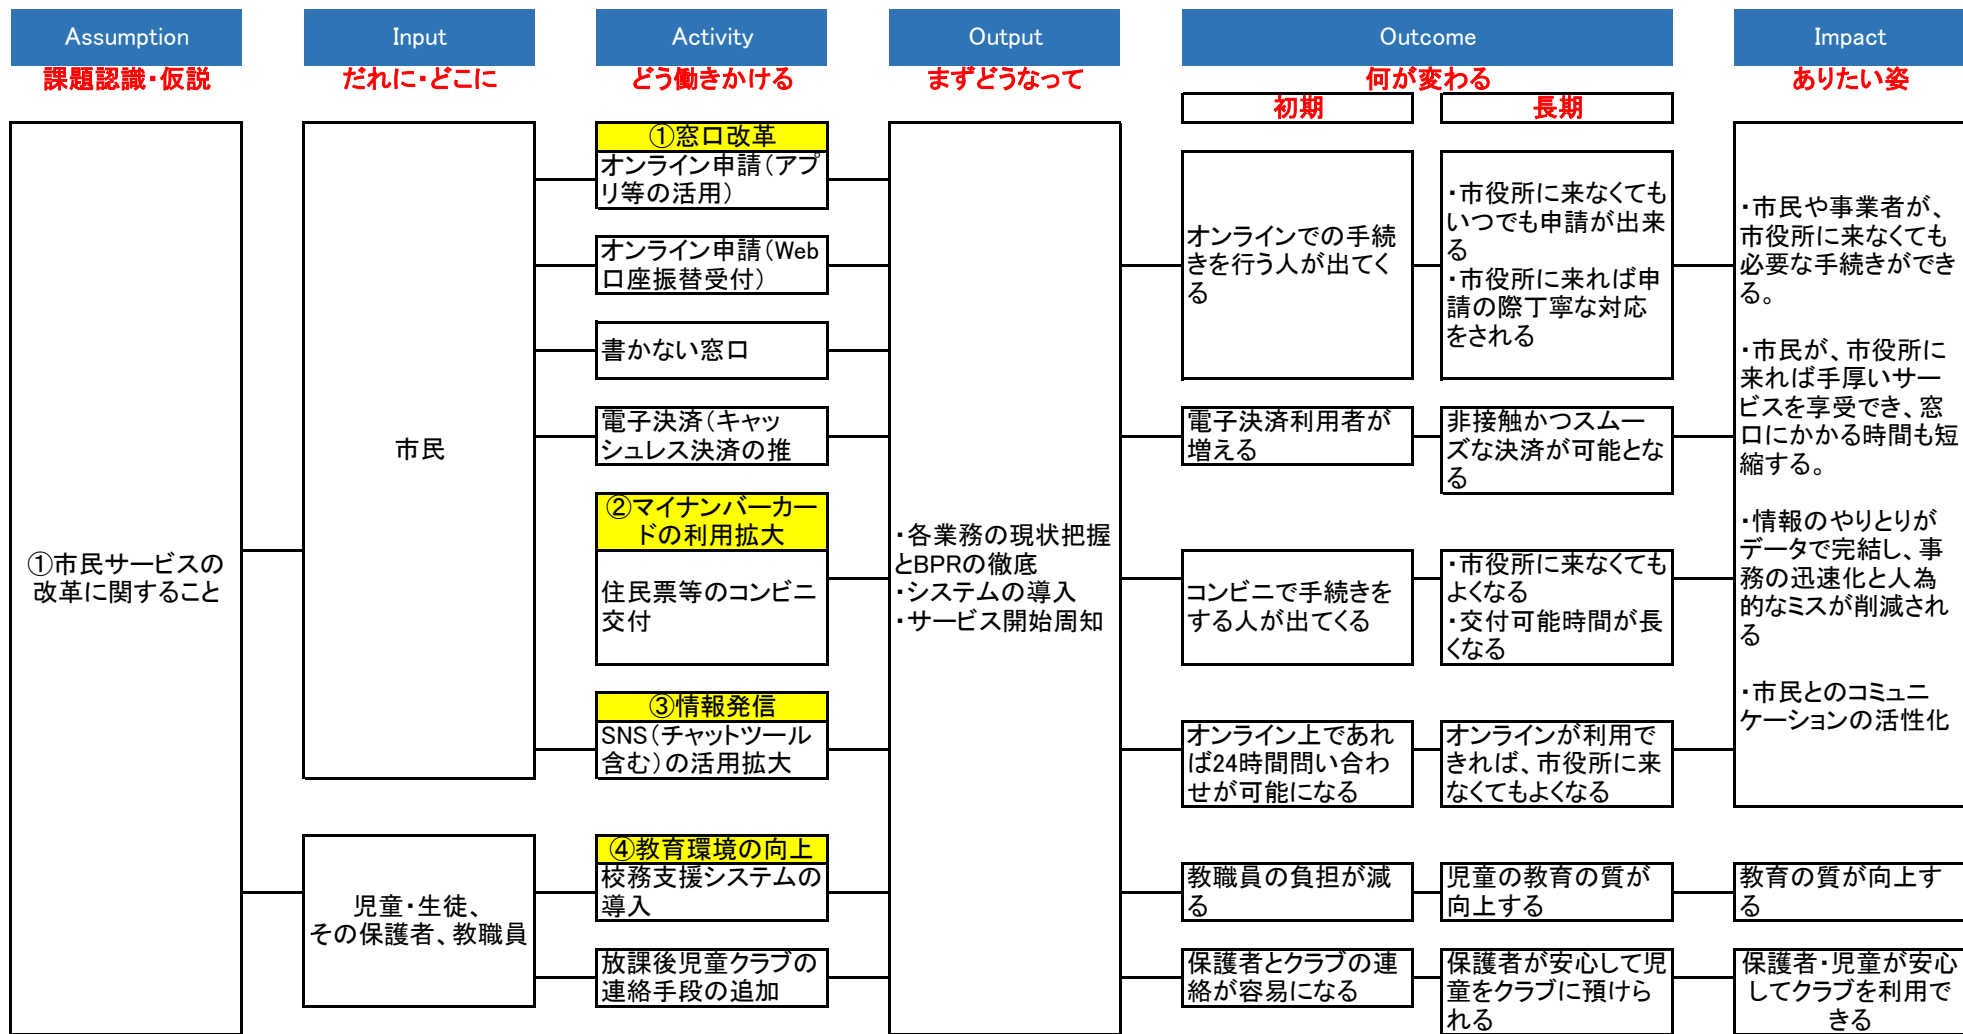 Assumption
Input
Activity
Output
Outcome
Impact
課題認識・仮説
だれに・どこに
どう働きかける
まずどうなって
何が変わる
ありたい姿
初期
長期
①市民サービスの
改革に関すること
市民
①窓口改革
オンライン申請(アプ
リ等の活用)
オンライン申請(Web
口座振替受付)
書かない窓口
電子決済(キャッ
シュレス決済の推
②マイナンバーカー
ドの利用拡大
住民票等のコンビニ
交付
③情報発信
SNS(チャットツール
含む)の活用拡大
児童・生徒、
その保護者、教職員
④教育環境の向上
校務支援システムの
導入
放課後児童クラブの
連絡手段の追加
・各業務の現状把握
とBPRの徹底
・システムの導入
・サービス開始周知
オンラインでの手続
きを行う人が出てく
る
・市役所に来なくても
いつでも申請が出来
る
・市役所に来れば申
請の際丁寧な対応
をされる
電子決済利用者が
増える
非接触かつスムー
ズな決済が可能とな
る
コンビニで手続きを
する人が出てくる
・市役所に来なくても
よくなる
・交付可能時間が長
くなる
オンライン上であれ
ば24時間問い合わ
せが可能になる
オンラインが利用で
きれば、市役所に来
なくてもよくなる
・市民や事業者が、
市役所に来なくても
必要な手続きができ
る。
・市民が、市役所に
来れば手厚いサー
ビスを享受でき、窓
口にかかる時間も短
縮する。
・情報のやりとりが
データで完結し、事
務の迅速化と人為
的なミスが削減され
る
・市民とのコミュニ
ケーションの活性化
教職員の負担が減
る
児童の教育の質が
向上する
教育の質が向上す
る
保護者とクラブの連
絡が容易になる
保護者が安心して児
童をクラブに預けら
れる
保護者・児童が安心
してクラブを利用で
きる